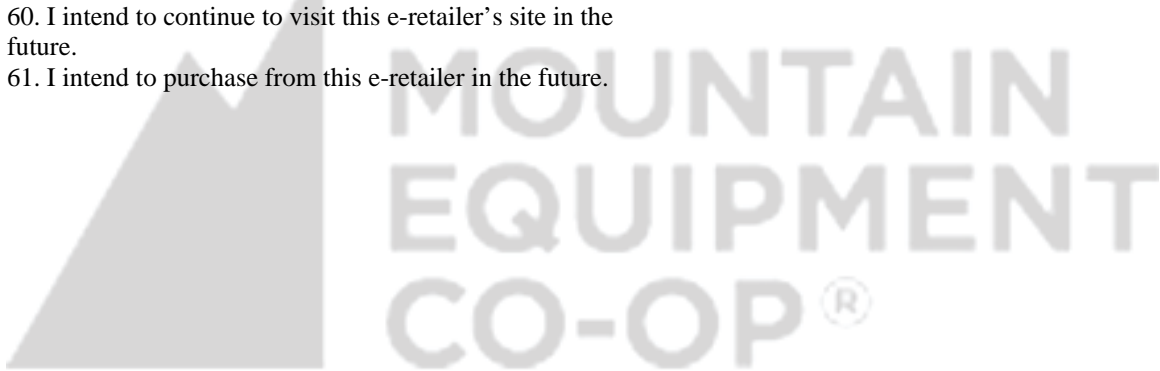 60. I intend to continue to visit this e-retailer’s site in the
future.
61. I intend to purchase from this e-retailer in the future.
MOUNTAIN
EQUIPMENT
CO-OP®